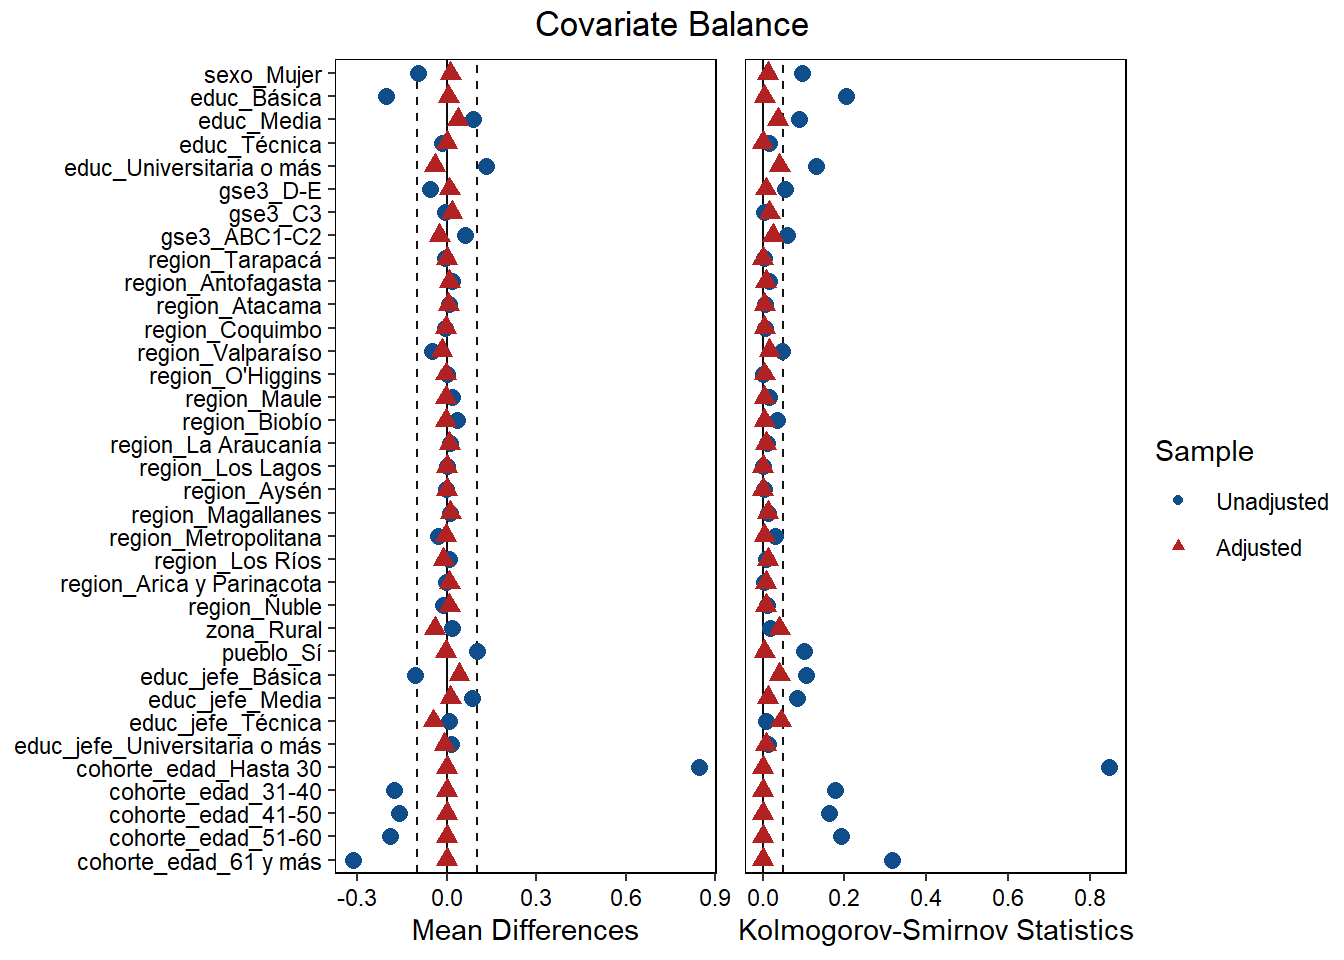 Covariate Balance
sexo_Mujer
educ_Básica
educ_Media
educ_Técnica
educ_Universitaria o más
gse3_D-E
gse3_C3
gse3_ABC1-C2
region_Tarapacá
region_Antofagasta
region_Atacama
region_Coquimbo
region_Valparaíso
region_O'Higgins
region_Maule
region_Biobío
region_La Araucanía
region_Los Lagos
region_Aysén
region_Magallanes
region_Metropolitana
region_Los Ríos
region_Arica y Parinacota
region_Ñuble
zona_Rural
pueblo_Sí
educ_jefe_Básica
educ_jefe_Media
educ_jefe_Técnica
educ_jefe_Universitaria o más
cohorte_edad_Hasta 30
cohorte_edad_31-40
cohorte_edad_41-50
cohorte_edad_51-60
cohorte_edad_61 y más
-0.3 0.0 0.3 0.6 0.9
Mean Differences
0.0 0.2 0.4 0.6 0.8
Kolmogorov-Smirnov Statistics
Sample
Unadjusted
Adjusted